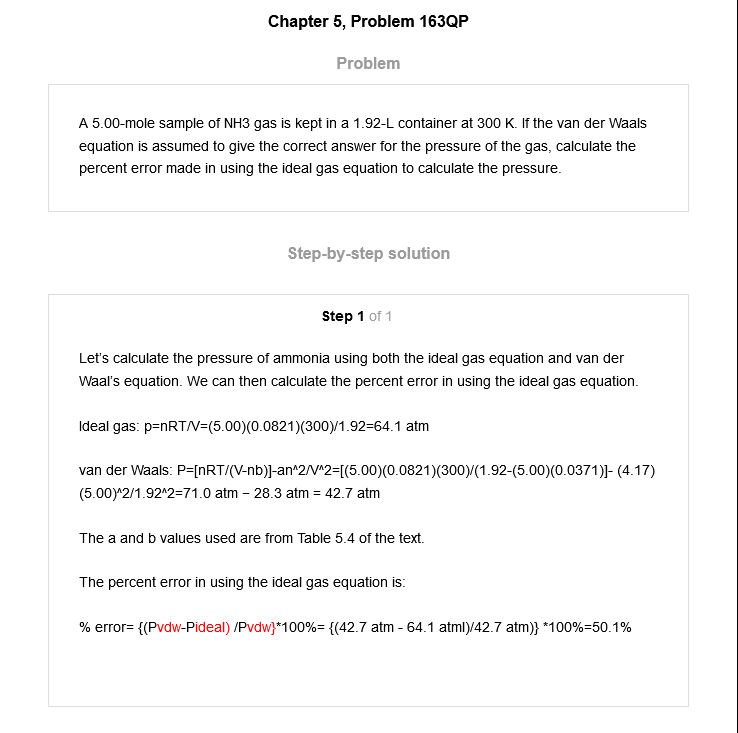 Chapter 5, Problem 163QP
Problem
A 5.00-mole sample of NH3 gas is kept in a 1.92-L container at 300 K. If the van der Waals
equation is assumed to give the correct answer for the pressure of the gas, calculate the
percent error made in using the ideal gas equation to calculate the pressure.
Step-by-step solution
Step 1 of 1
Let's calculate the pressure of ammonia using both the ideal gas equation and van der
Waal's equation. We can then calculate the percent error in using the ideal gas equation.
Ideal gas: p=nRT/V=(5.00)(0.0821)(300)/1.92=64.1 atm
van der Waals: P=[nRT/(V-nb)]-an^2/V^2=[(5.00)(0.0821)(300)/(1.92-(5.00)(0.0371)]- (4.17)
(5.00)^2/1.92^2=71.0 atm − 28.3 atm = 42.7 atm
The a and b values used are from Table 5.4 of the text.
The percent error in using the ideal gas equation is:
% error= {(Pvdw-Pideal) /Pvdw}*100%= {(42.7 atm - 64.1 atml)/42.7 atm)} *100%=50.1%